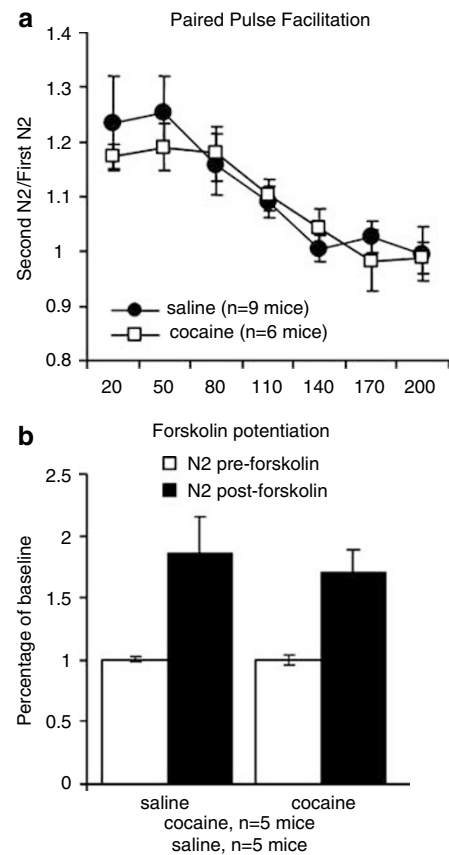 a
Paired Pulse Facilitation
Second N2/First N2
1.4
1.3
1.2
1.1
1
0.9
0.8
saline (n=9 mice)
cocaine (n=6 mice)
20 50 80 110 140 170 200
b
Forskolin potentiation
N2 pre-forskolin
N2 post-forskolin
Percentage of baseline
2.5
2
1.5
1
0.5
0
saline cocaine
cocaine, n=5 mice
saline, n=5 mice